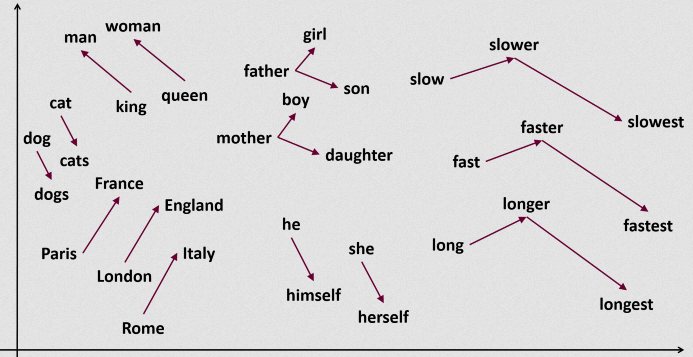 man
woman
king
queen
cat
cats
dog
dogs
France
Paris
England
London
Italy
Rome
girl
father
son
boy
mother
daughter
he
himself
she
herself
slow
slower
slowest
fast
faster
fastest
long
longer
longest